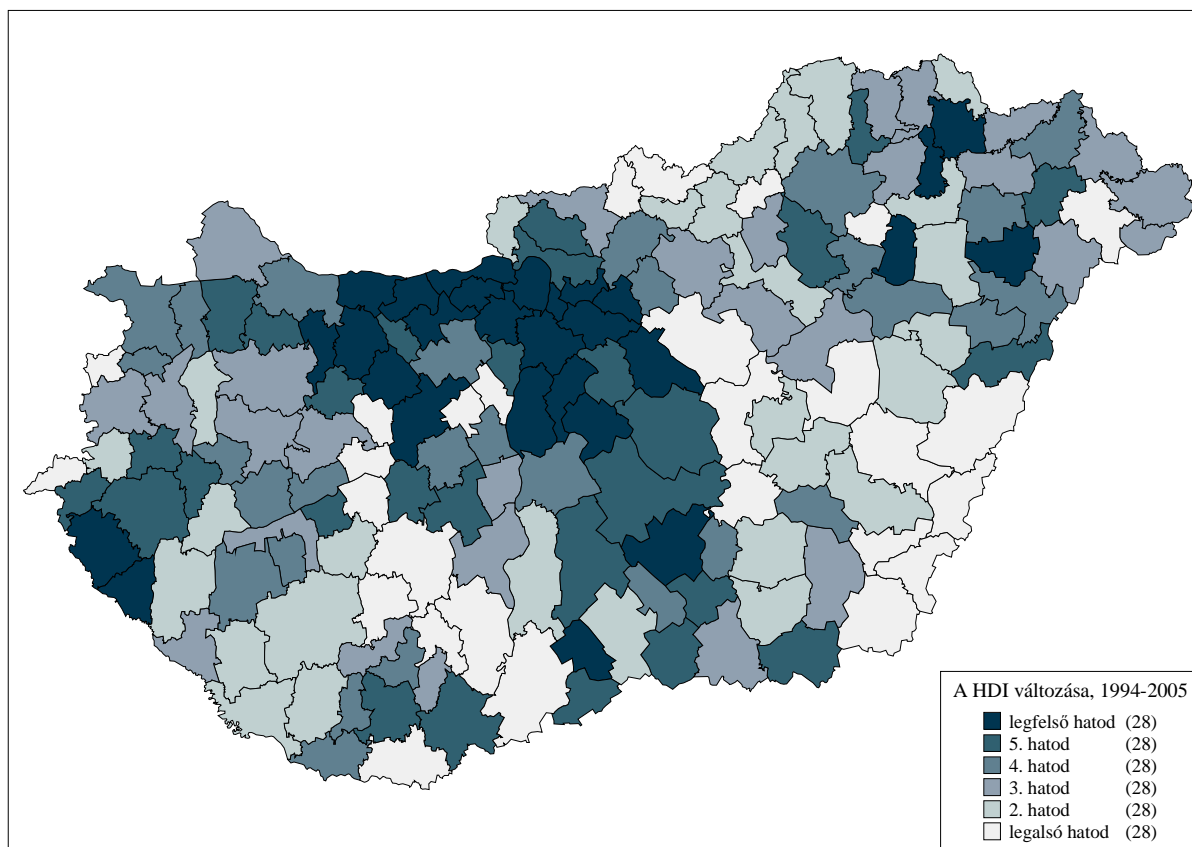 A HDI változása, 1994-2005
legfelső hatod (28)
5. hatod (28)
4. hatod (28)
3. hatod (28)
2. hatod (28)
legalsó hatod (28)